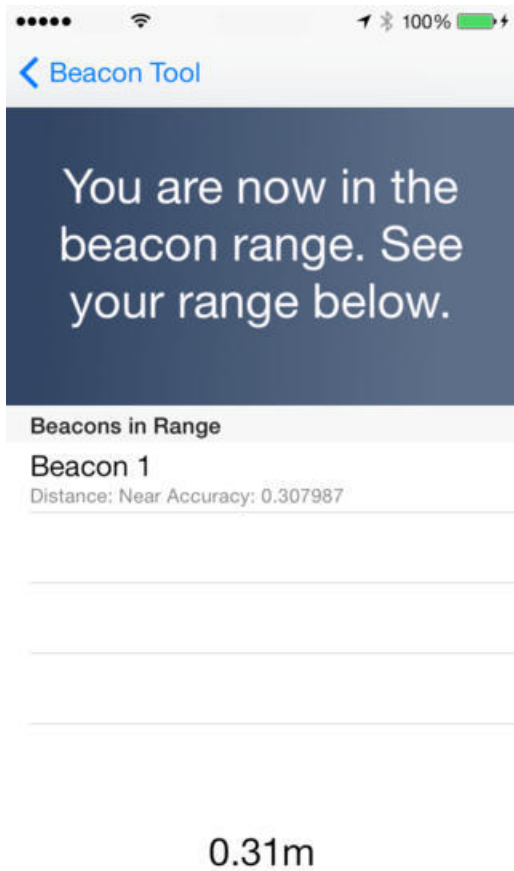 100%
Beacon Tool
You are now in the
beacon range. See
your range below.
Beacons in Range
Beacon 1
Distance: Near Accuracy: 0.307987
0.31m